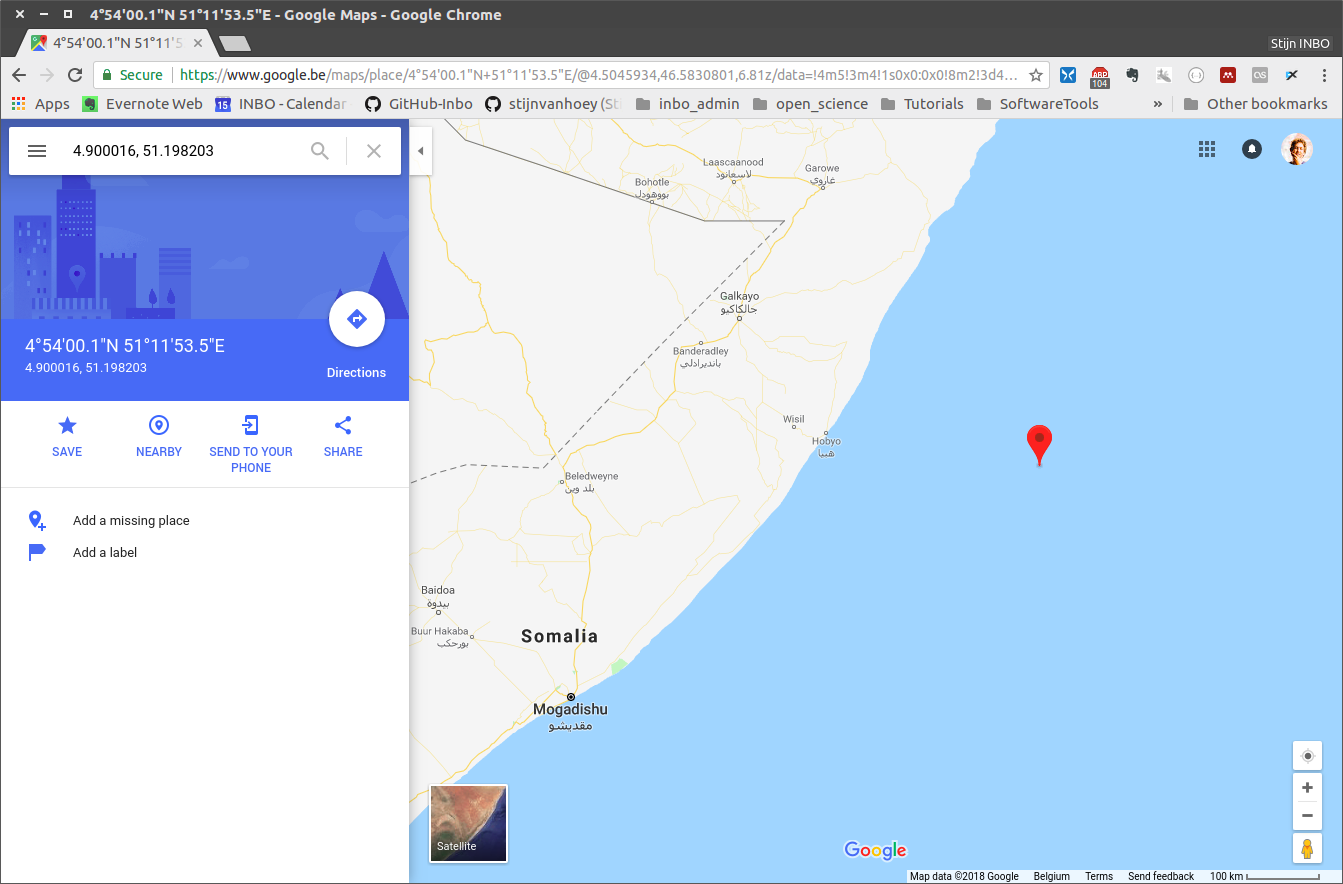 4°54'00.1"N 51°11'53.5"E - Google Maps - Google Chrome
4°54'00.1"N 51°11'5
Stijn INBO
Secure https://www.google.be/maps/place/4°54'00.1"N+51°11'53.5"E/@4.5045934,46.5830801,6.81z/data=!4m5!3m4!1s0x0:0x0!8m2!3d4...
ABP
104
Apps Evernote Web 15 INBO - Calendar GitHub-Inbo stijnvanhoey (Sti inbo_admin open_science Tutorials SoftwareTools » Other bookmarks
4.900016, 51.198203
4°54'00.1"N 51°11'53.5"E
4.900016, 51.198203
Directions
SAVE
NEARBY
SEND TO YOUR
PHONE
SHARE
Add a missing place
Add a label
Laascaanood
لاسعانود
Garowe
غاروي
Bohotle
بووهودل
Galkayo
جالكاكيو
Banderadley
بانديرادلي
Wisil
Hobyo
هبيا
Beledweyne
بلد وين
Baidoa
بيدوة
Buur Hakaba
بورحكب
Somalia
Mogadishu
مقديشو
Satellite
Google
Map data ©2018 Google Belgium Terms Send feedback 100 km